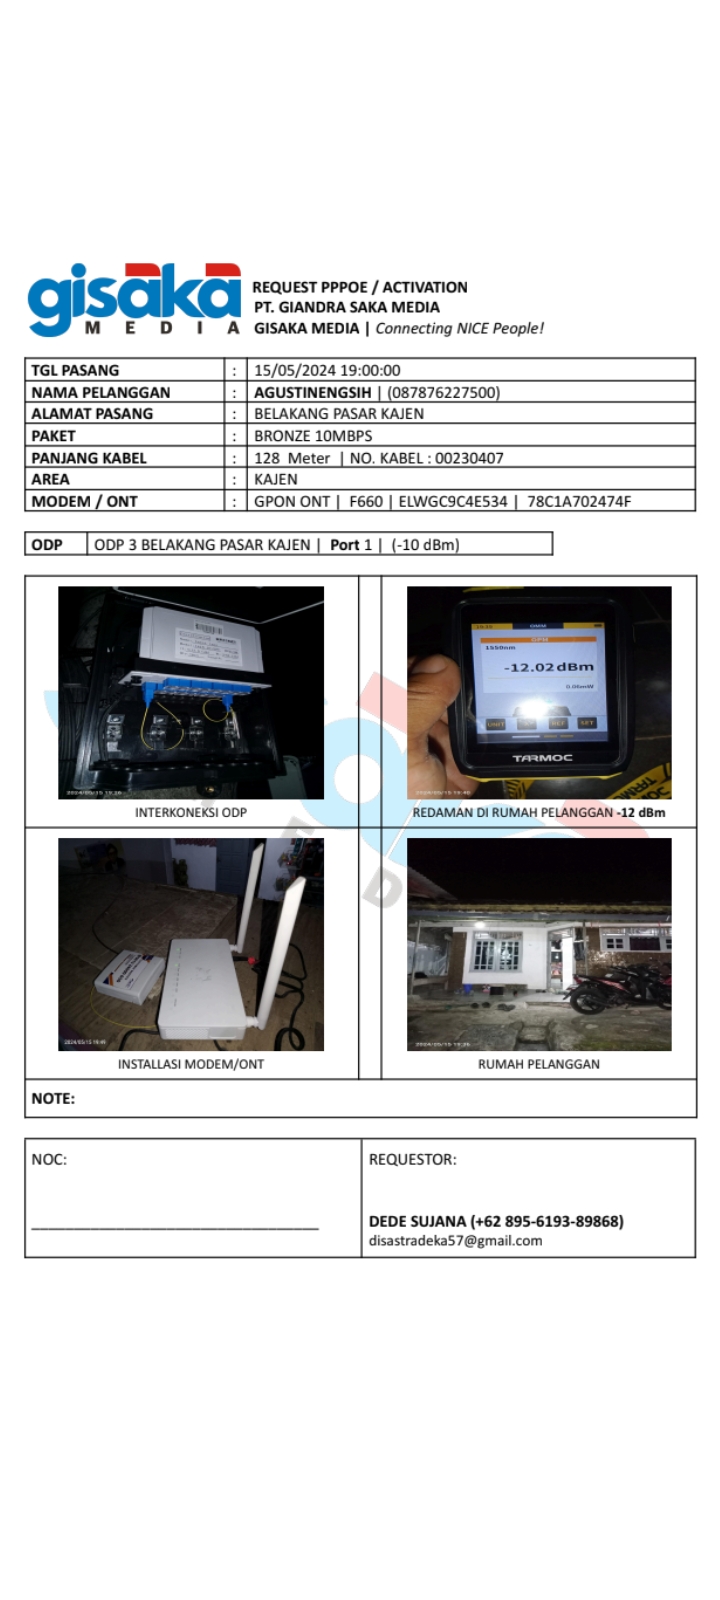 gisaka
MEDIA
REQUEST PPPOE / ACTIVATION
PT. GIANDRA SAKA MEDIA
GISAKA MEDIA | Connecting NICE People!
TGL PASANG : 15/05/2024 19:00:00
NAMA PELANGGAN : AGUSTINENGSIH | (087876227500)
ALAMAT PASANG : BELAKANG PASAR KAJEN
PAKET : BRONZE 10MBPS
PANJANG KABEL : 128 Meter | NO. KABEL : 00230407
AREA : KAJEN
MODEM / ONT : GPON ONT | F660 | ELWGC9C4E534 | 78C1A702474F
ODP ODP 3 BELAKANG PASAR KAJEN | Port 1 | (-10 dBm)
OPM
1550nm
-12.02dBm
0.06mW
TARMOC
INTERKONEKSI ODP
REDAMAN DI RUMAH PELANGGAN -12 dBm
INSTALLASI MODEM/ONT
RUMAH PELANGGAN
NOTE:
NOC:
REQUESTOR:
DEDE SUJANA (+62 895-6193-89868)
disastradeka57@gmail.com